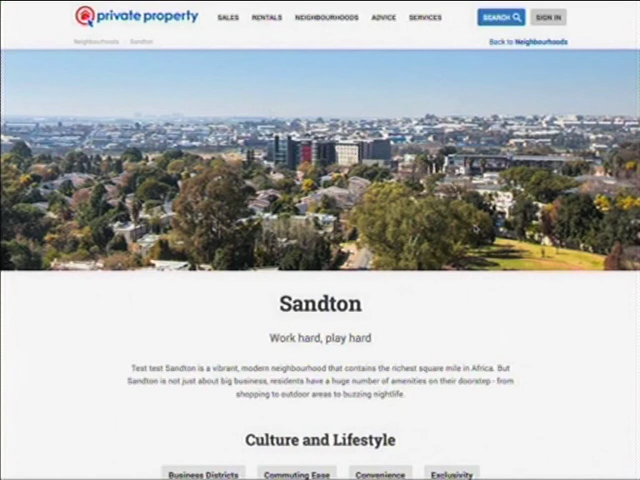 private property SALES RENTALS NEIGHBOURHOODS ADVICE SERVICES SEARCH SIGN IN
Neighbourhoods Sandton Back to Neighbourhoods
Sandton
Work hard, play hard
Test test Sandton is a vibrant, modern neighbourhood that contains the richest square mile in Africa. But
Sandton is not just about big business, residents have a huge number of amenities on their doorstep - from
shopping to outdoor areas to buzzing nightlife.
Culture and Lifestyle
Business Districts Commuting Ease Convenience Exclusivity